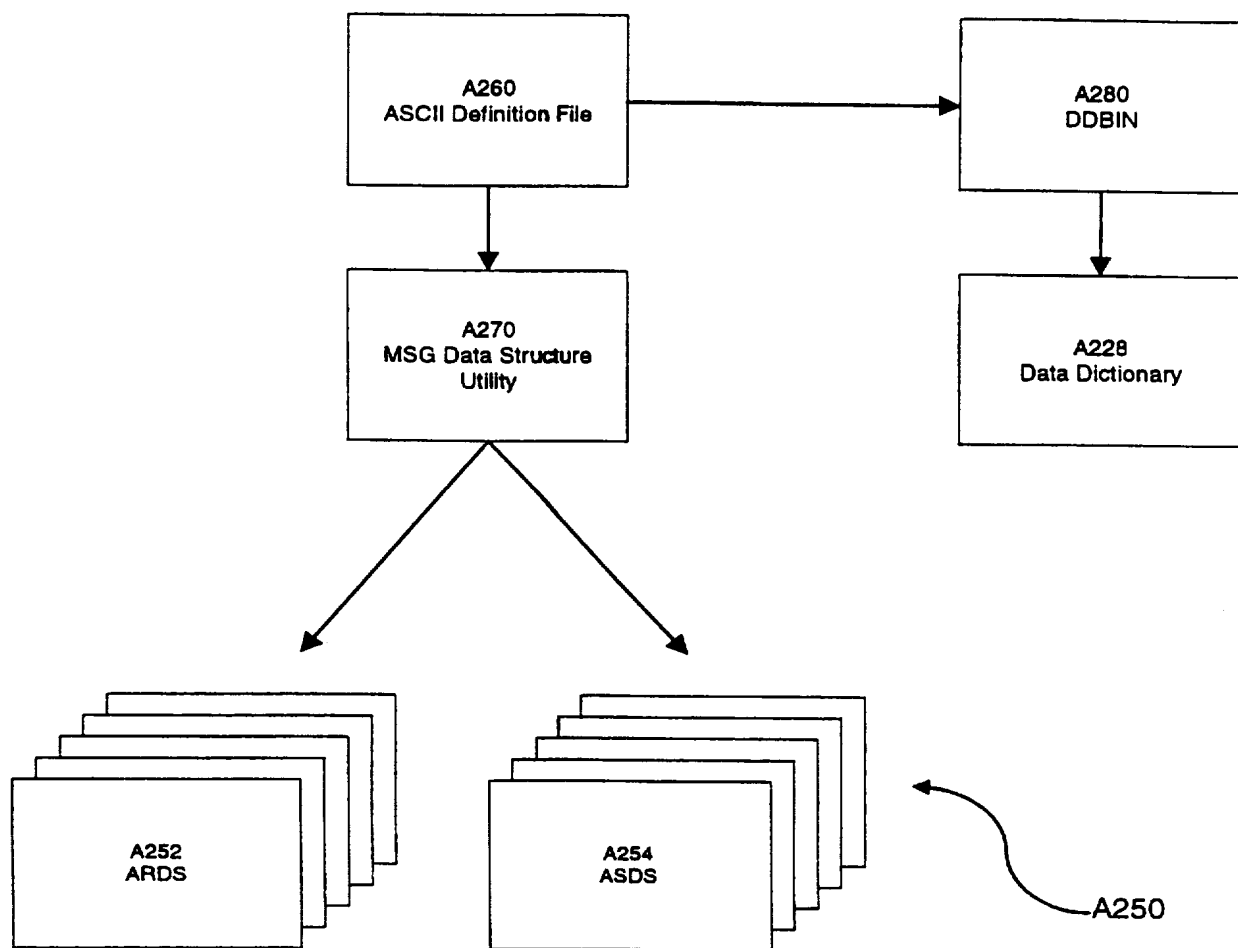 A260
ASCII Definition File
A280
DDBIN
A270
MSG Data Structure
Utility
A228
Data Dictionary
A252
ARDS
A254
ASDS
A250